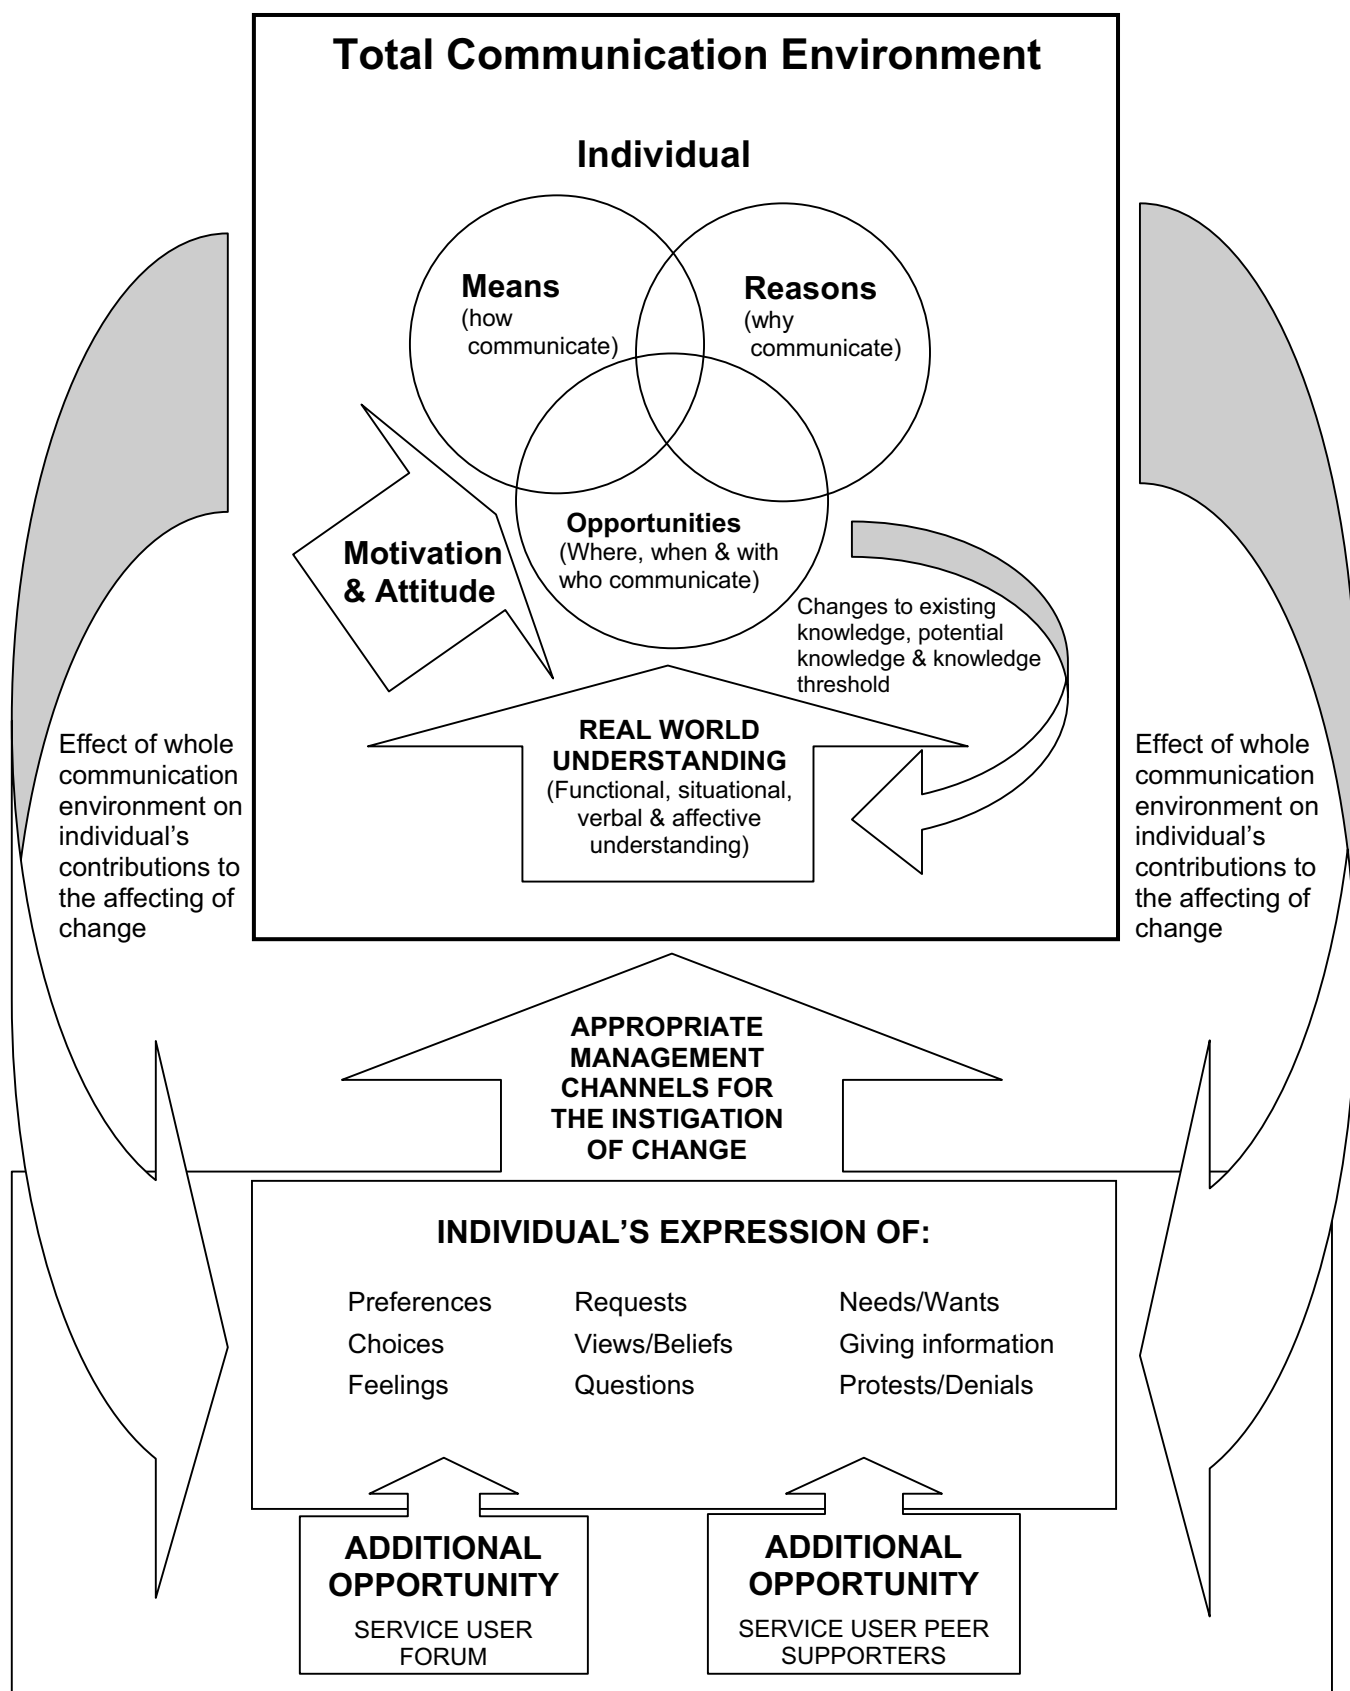 Total Communication Environment
Individual
Means
(how
communicate)
Reasons
(why
communicate)
Opportunities
(Where, when & with
who communicate)
Motivation
& Attitude
Changes to existing
knowledge, potential
knowledge & knowledge
threshold
REAL WORLD
UNDERSTANDING
(Functional, situational,
verbal & affective
understanding)
Effect of whole
communication
environment on
individual’s
contributions to
the affecting of
change
Effect of whole
communication
environment on
individual’s
contributions to
the affecting of
change
APPROPRIATE
MANAGEMENT
CHANNELS FOR
THE INSTIGATION
OF CHANGE
INDIVIDUAL’S EXPRESSION OF:
Preferences Requests Needs/Wants
Choices Views/Beliefs Giving information
Feelings Questions Protests/Denials
ADDITIONAL
OPPORTUNITY
SERVICE USER
FORUM
ADDITIONAL
OPPORTUNITY
SERVICE USER PEER
SUPPORTERS